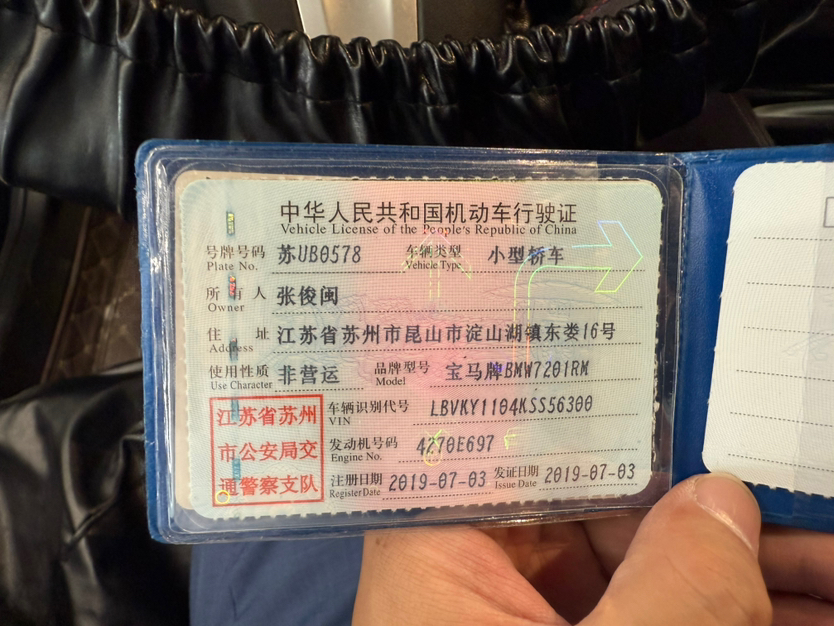 中华人民共和国机动车行驶证
Vehicle License of the People's Republic of China
号牌号码 苏UB0578 车辆类型 小型轿车
Plate No. Vehicle Type
所有人 张俊闽
Owner
住址 江苏省苏州市昆山市淀山湖镇东娄16号
Address
使用性质 非营运 品牌型号 宝马牌BMW7201RM
Use Character Model
江苏省苏州
市公安局交
通警察支队
车辆识别代号 LBVKY1104KSS56300
VIN
发动机号码 4270E697
Engine No.
注册日期 2019-07-03 发证日期 2019-07-03
Register Date Issue Date